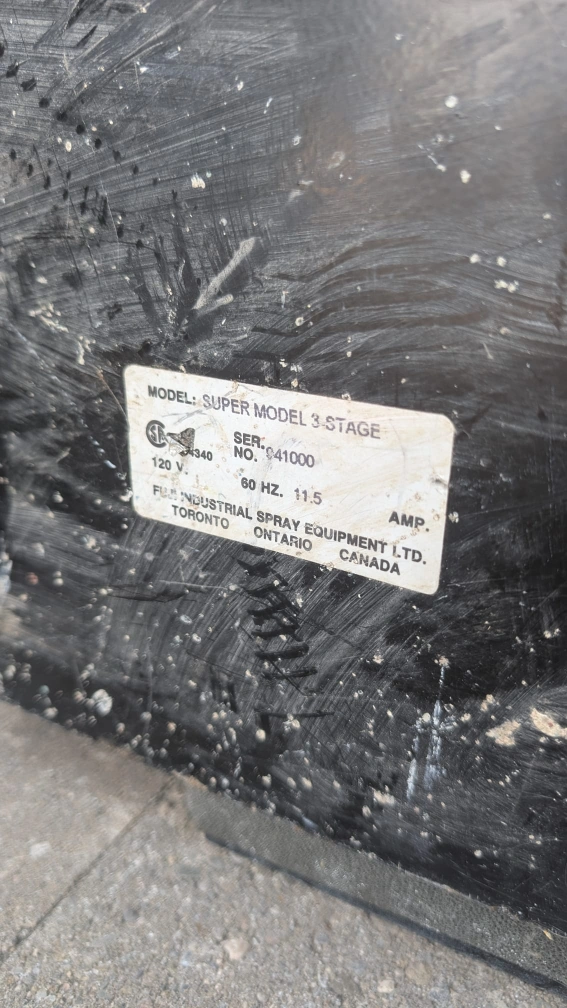 MODEL: SUPER MODEL 3-STAGE
SER.
NO. 941000
120 V. 60 HZ. 11.5 AMP.
FUJI INDUSTRIAL SPRAY EQUIPMENT LTD.
TORONTO ONTARIO CANADA